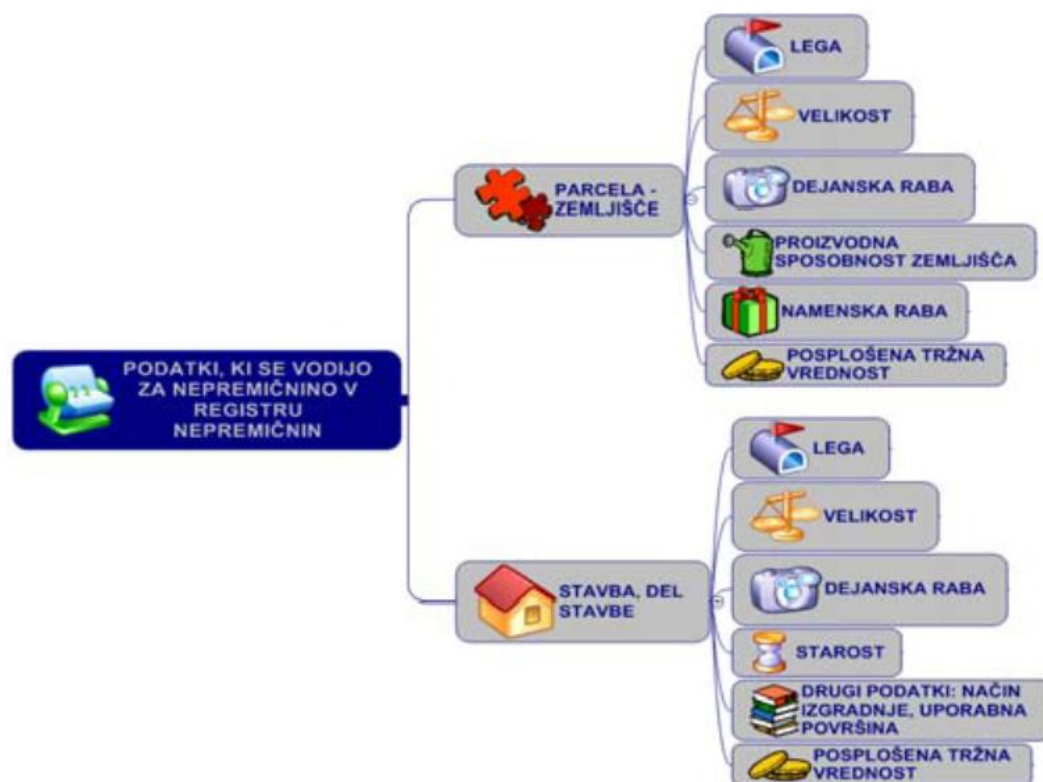 PODATKI, KI SE VODIJO
ZA NEPREMIČNINO V
REGISTRU
NEPREMIČNIN
PARCELA -
ZEMLJIŠČE
LEGA
VELIKOST
DEJANSKA RABA
PROIZVODNA
SPOSOBNOST ZEMLJIŠČA
NAMENSKA RABA
POSPLOŠENA TRŽNA
VREDNOST
STAVBA, DEL
STAVBE
LEGA
VELIKOST
DEJANSKA RABA
STAROST
DRUGI PODATKI: NAČIN
IZGRADNJE, UPORABNA
POVRŠINA
POSPLOŠENA TRŽNA
VREDNOST